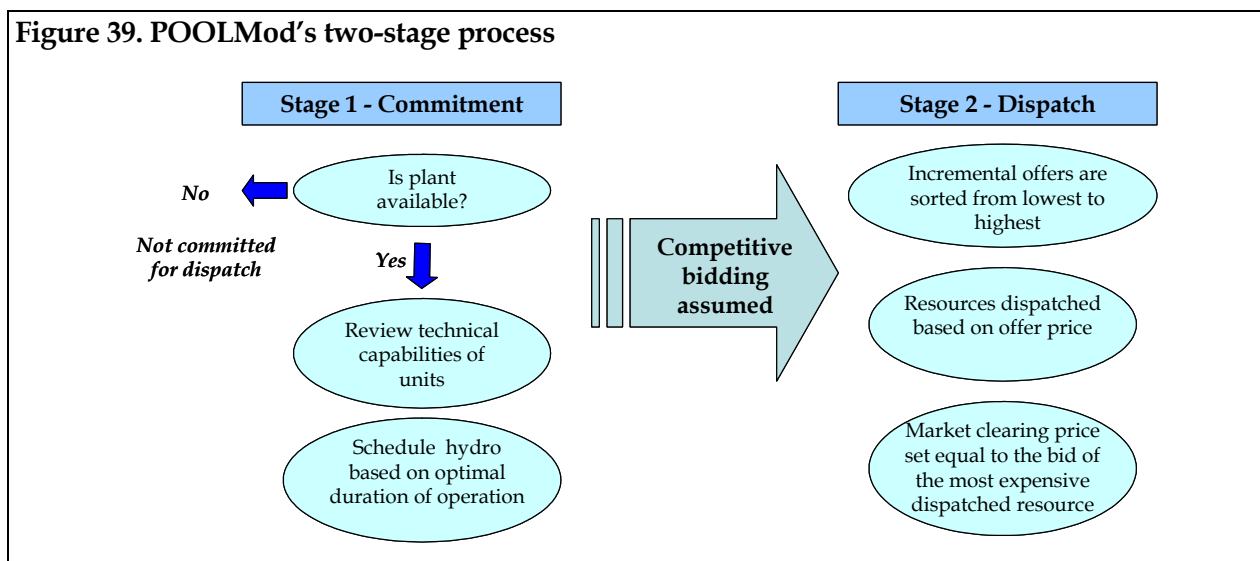 Figure 39. POOLMod's two-stage process
Stage 1 - Commitment
Is plant
available?
No
Not committed
for dispatch
Yes
Review technical
capabilities of
units
Schedule hydro
based on optimal
duration of operation
Competitive
bidding
assumed
Stage 2 - Dispatch
Incremental offers are
sorted from lowest to
highest
Resources dispatched
based on offer price
Market clearing price
set equal to the bid of
the most expensive
dispatched resource